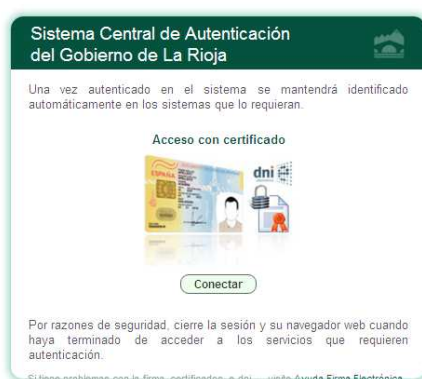 Sistema Central de Autenticación
del Gobierno de La Rioja
Una vez autenticado en el sistema se mantendrá identificado
automáticamente en los sistemas que lo requieran.
Acceso con certificado
ESPAÑA
dni
Conectar
Por razones de seguridad, cierre la sesión y su navegador web cuando
haya terminado de acceder a los servicios que requieren
autenticación.